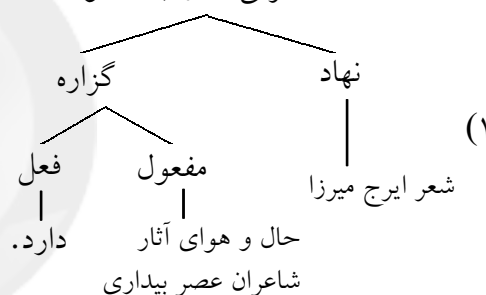 نهاد
گزاره
۱)
شعر ایرج میرزا
مفعول
فعل
حال و هوای آثار
شاعران عصر بیداری
دارد.